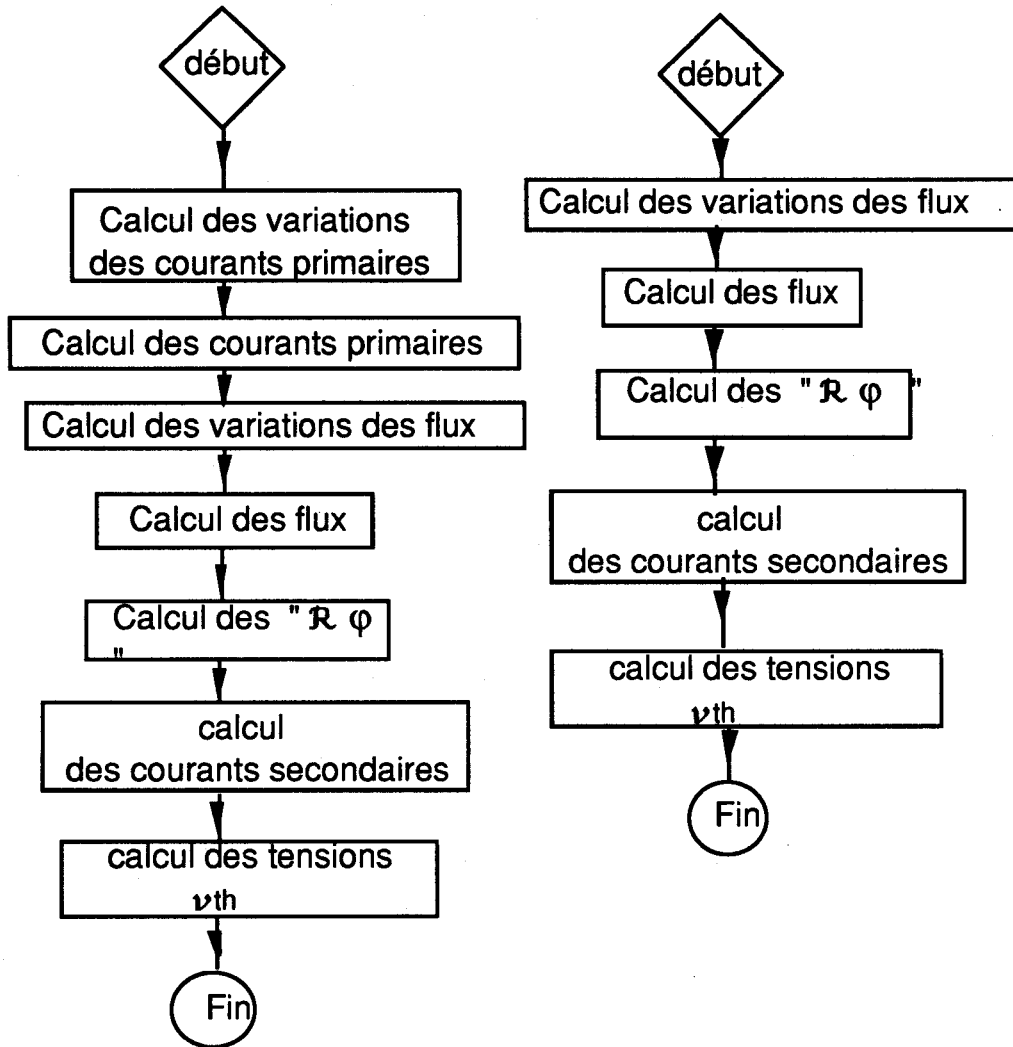 début
Calcul des variations
des courants primaires
Calcul des courants primaires
Calcul des variations des flux
Calcul des flux
Calcul des " ℜ φ
"
calcul
des courants secondaires
calcul des tensions
νth
Fin
début
Calcul des variations des flux
Calcul des flux
Calcul des " ℜ φ "
calcul
des courants secondaires
calcul des tensions
νth
Fin